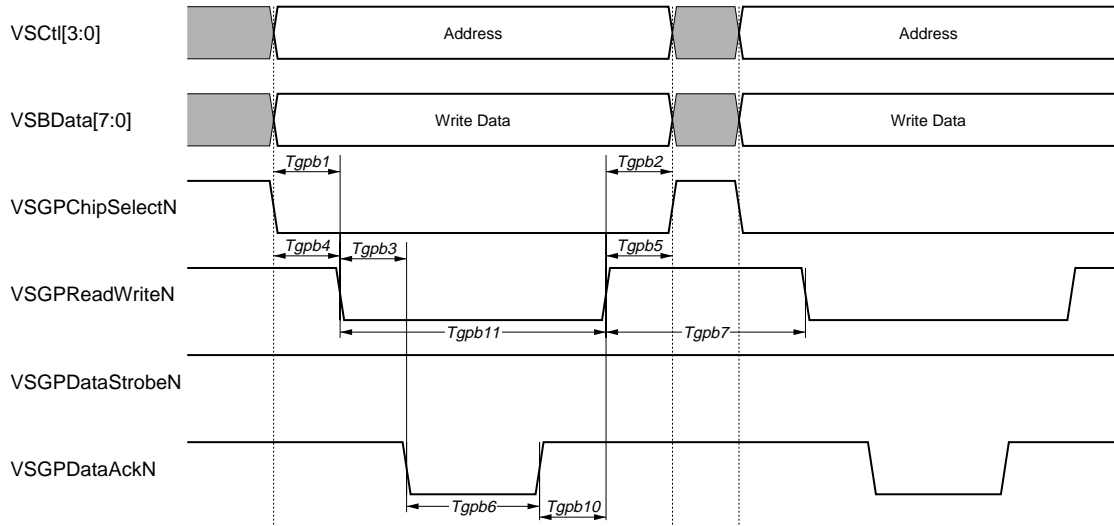 VSCtl[3:0]
Address
Address
VSBData[7:0]
Write Data
Write Data
Tgpb1
Tgpb2
VSGPChipSelectN
Tgpb4
Tgpb3
Tgpb5
VSGPReadWriteN
Tgpb11
Tgpb7
VSGPDataStrobeN
VSGPDataAckN
Tgpb6
Tgpb10